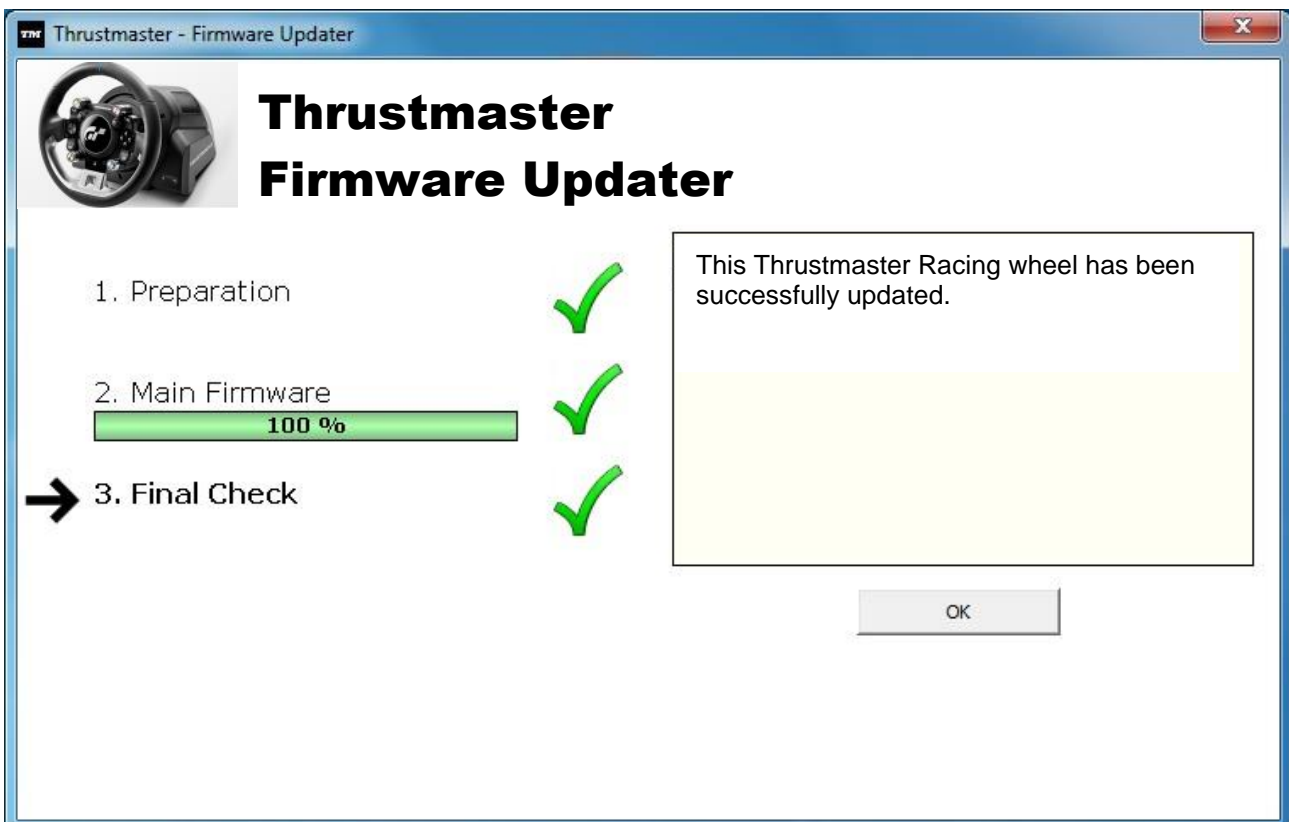 Thrustmaster - Firmware Updater
Thrustmaster
Firmware Updater
1. Preparation
2. Main Firmware
100 %
3. Final Check
This Thrustmaster Racing wheel has been
successfully updated.
OK